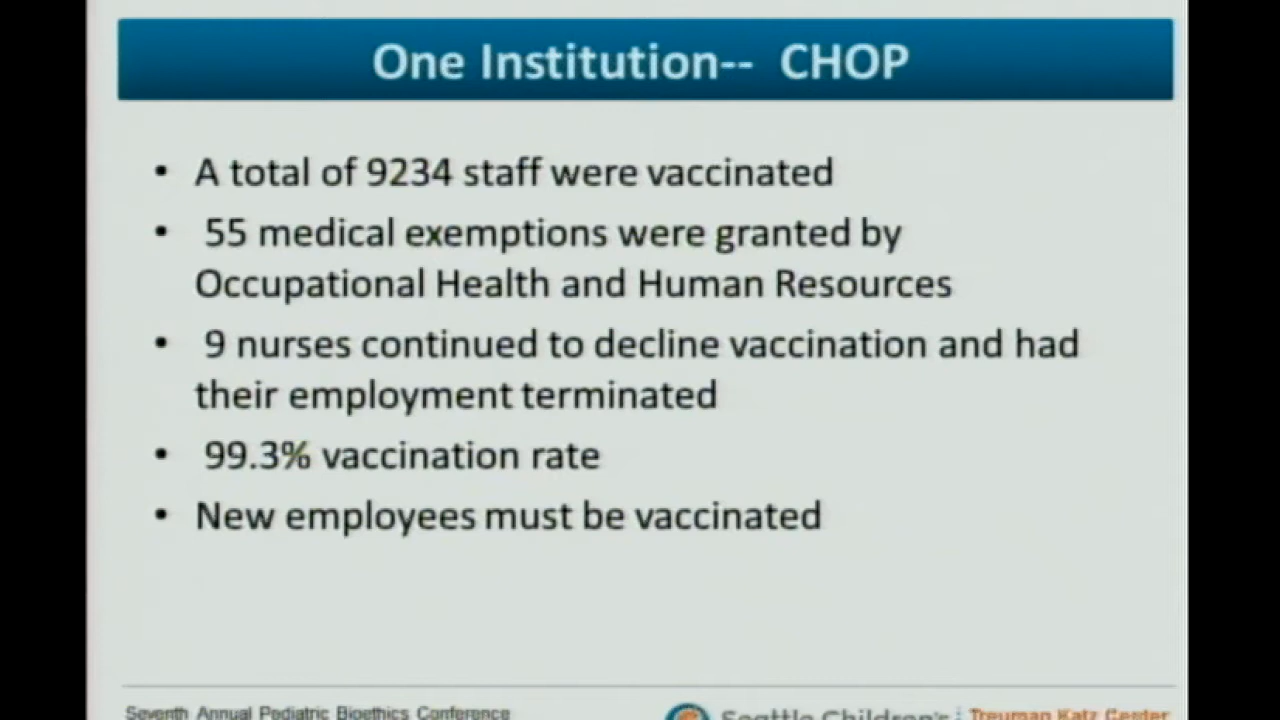 One Institution-- CHOP
• A total of 9234 staff were vaccinated
• 55 medical exemptions were granted by
Occupational Health and Human Resources
• 9 nurses continued to decline vaccination and had
their employment terminated
• 99.3% vaccination rate
• New employees must be vaccinated
Seventh Annual Pediatric Bioethics Conference
Seattle Children's Treuman Katz Center